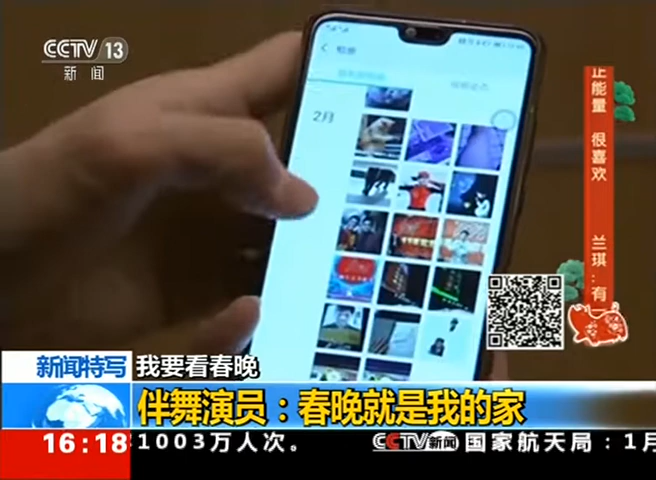 CCTV 13
新闻
正能量 很喜欢 兰琪：有
相册
2月
新闻特写 我要看春晚
伴舞演员：春晚就是我的家
16:18 1003万人次。 CCTV新闻 国家航天局：1月